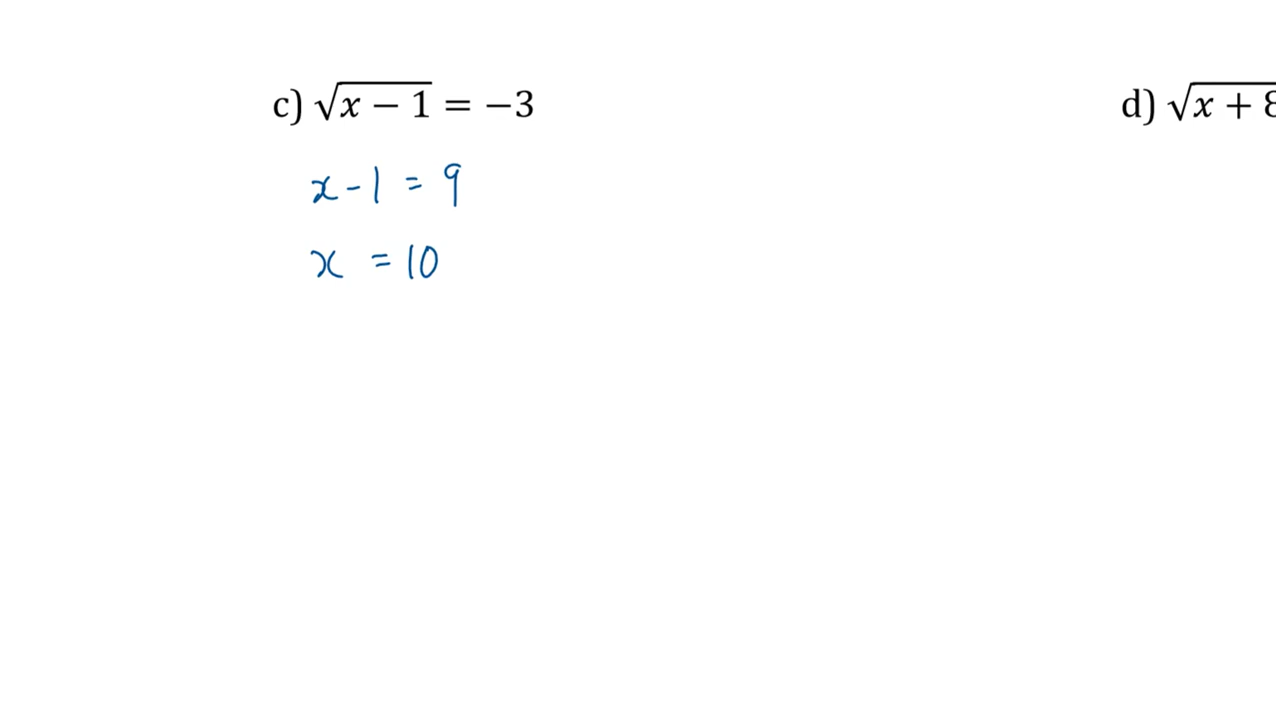 c) √(x − 1) = −3
d) √(x + 8
x - 1 = 9
x = 10